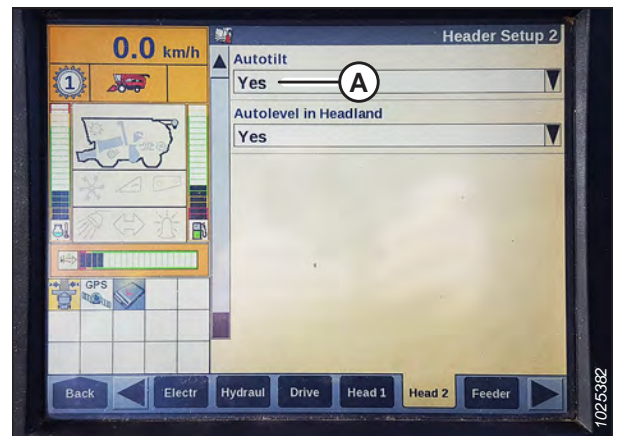 Header Setup 2
0.0 km/h
1
Autotilt
Yes
A
Autolevel in Headland
Yes
GPS
Back
Electr
Hydraul
Drive
Head 1
Head 2
Feeder
1025382